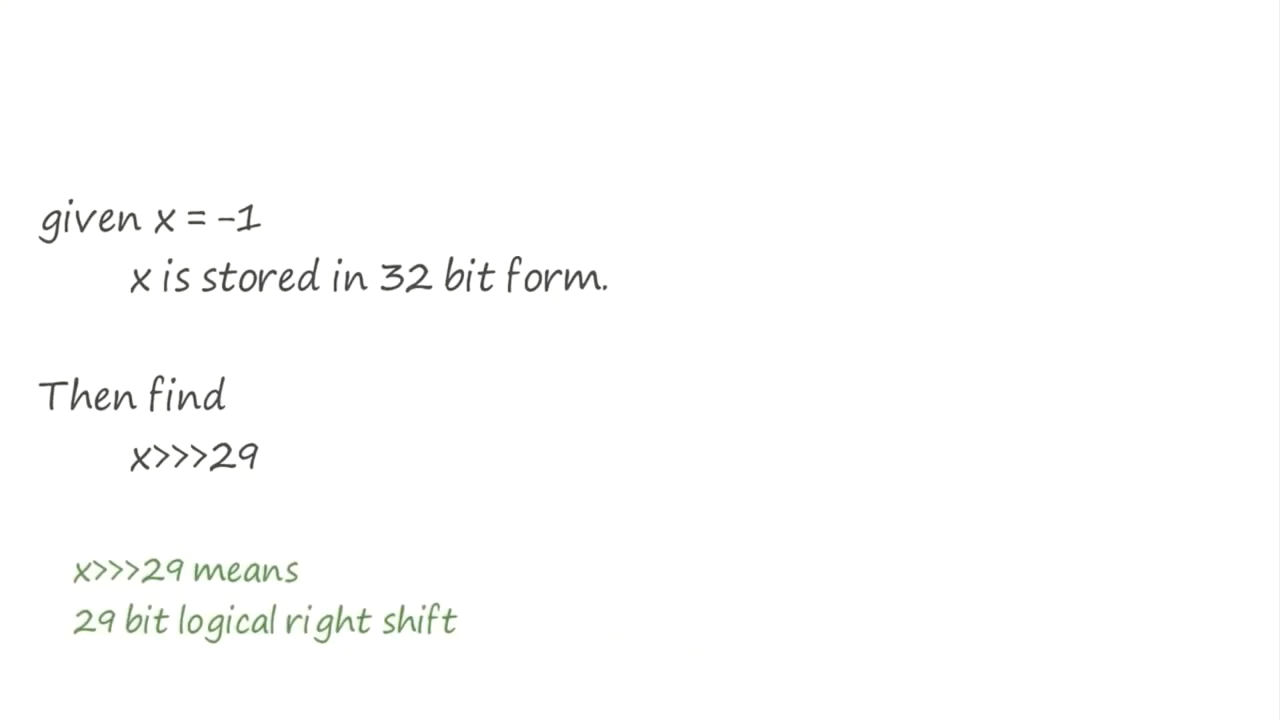 given x = -1
x is stored in 32 bit form.
Then find
x>>>29
x>>>29 means
29 bit logical right shift